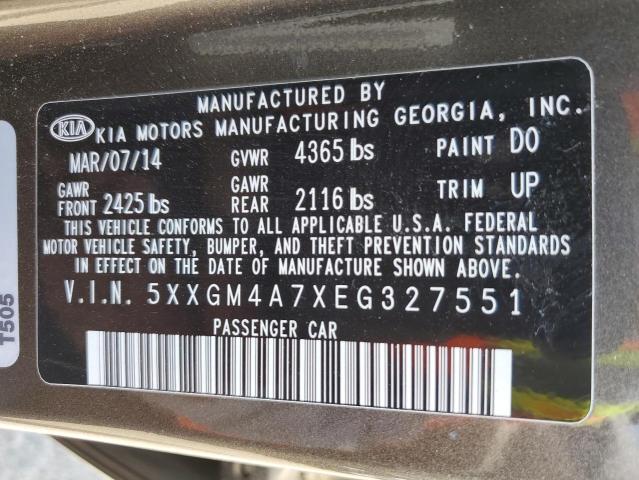 MANUFACTURED BY
KIA KIA MOTORS MANUFACTURING GEORGIA, INC.
MAR/07/14 GVWR 4365 lbs PAINT D0
GAWR FRONT 2425 lbs GAWR REAR 2116 lbs TRIM UP
THIS VEHICLE CONFORMS TO ALL APPLICABLE U.S.A. FEDERAL
MOTOR VEHICLE SAFETY, BUMPER, AND THEFT PREVENTION STANDARDS
IN EFFECT ON THE DATE OF MANUFACTURE SHOWN ABOVE.
V.I.N. 5XXGM4A7XEG327551
PASSENGER CAR
T505